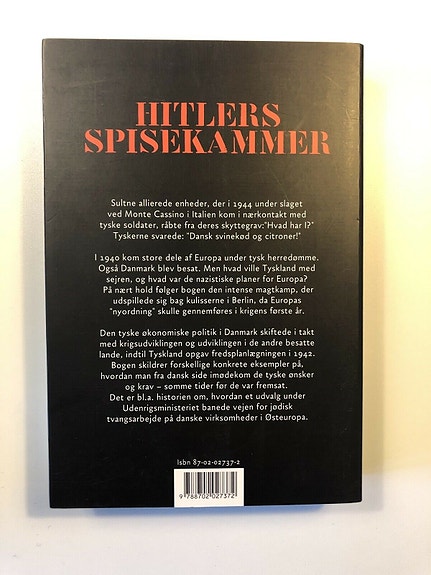 HITLERS
SPISEKAMMER
Sultne allierede enheder, der i 1944 under slaget
ved Monte Cassino i Italien kom i nærkontakt med
tyske soldater, råbte fra deres skyttegrav:"Hvad har I?"
Tyskerne svarede: "Dansk svinekød og citroner!"
I 1940 kom store dele af Europa under tysk herredømme.
Også Danmark blev besat. Men hvad ville Tyskland med
sejren, og hvad var de nazistiske planer for Europa?
På nært hold følger bogen den intense magtkamp, der
udspillede sig bag kulisserne i Berlin, da Europas
"nyordning" skulle gennemføres i krigens første år.
Den tyske økonomiske politik i Danmark skiftede i takt
med krigsudviklingen og udviklingen i de andre besatte
lande, indtil Tyskland opgav fredsplanlægningen i 1942.
Bogen skildrer forskellige konkrete eksempler på,
hvordan man fra dansk side imødekom de tyske ønsker
og krav – somme tider før de var fremsat.
Det er bl.a. historien om, hvordan et udvalg under
Udenrigsministeriet banede vejen for jødisk
tvangsarbejde på danske virksomheder i Østeuropa.
Isbn 87-02-02737-2
9 788702 027372